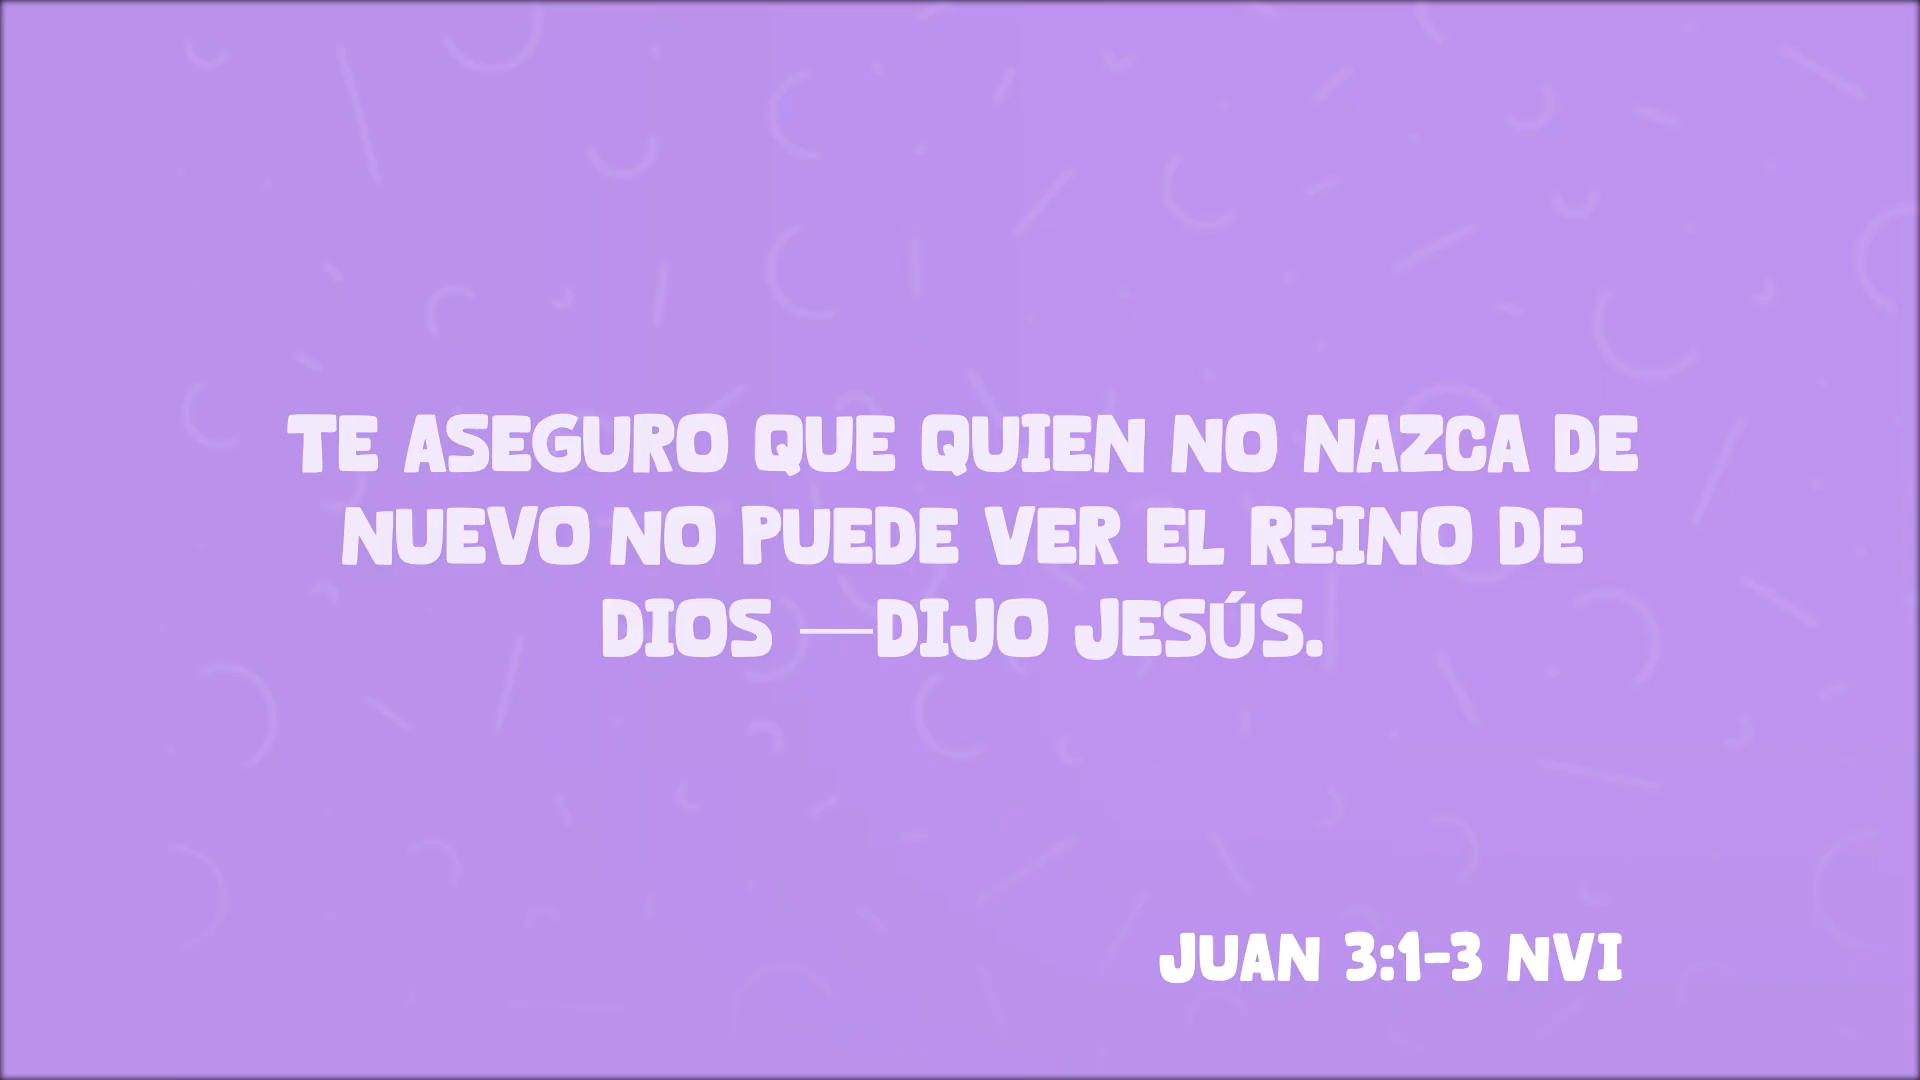 TE ASEGURO QUE QUIEN NO NAZCA DE
NUEVO NO PUEDE VER EL REINO DE
DIOS —DIJO JESÚS.
JUAN 3:1-3 NVI